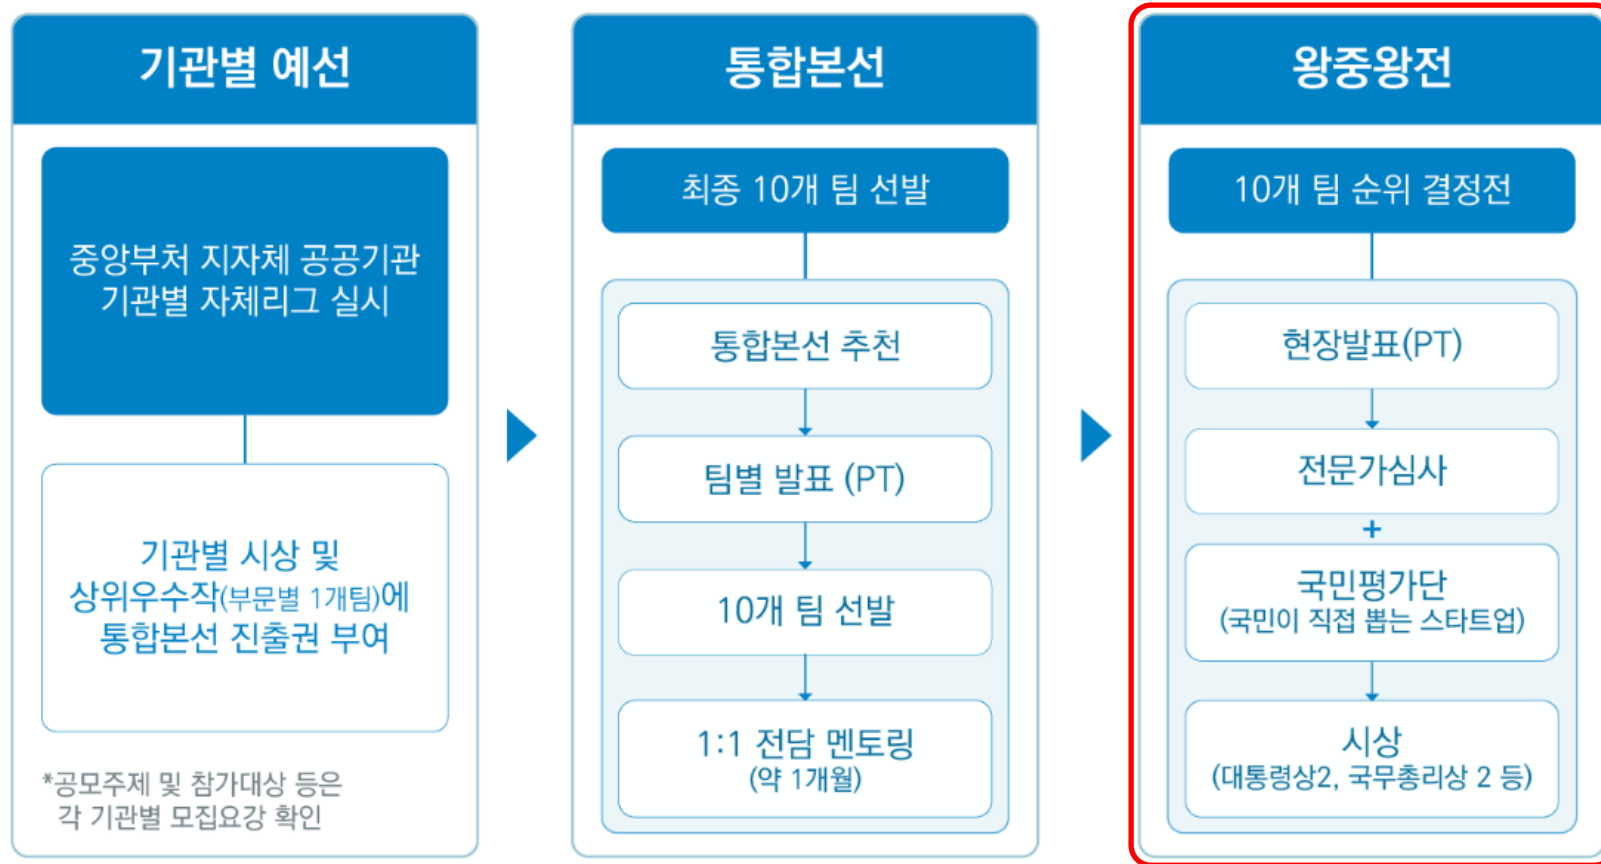 기관별 예선
중앙부처 지자체 공공기관
기관별 자체리그 실시
기관별 시상 및
상위우수작(부문별 1개팀)에
통합본선 진출권 부여
*공모주제 및 참가대상 등은
각 기관별 모집요강 확인
통합본선
최종 10개 팀 선발
통합본선 추천
팀별 발표 (PT)
10개 팀 선발
1:1 전담 멘토링
(약 1개월)
왕중왕전
10개 팀 순위 결정전
현장발표(PT)
전문가심사
+
국민평가단
(국민이 직접 뽑는 스타트업)
시상
(대통령상2, 국무총리상 2 등)